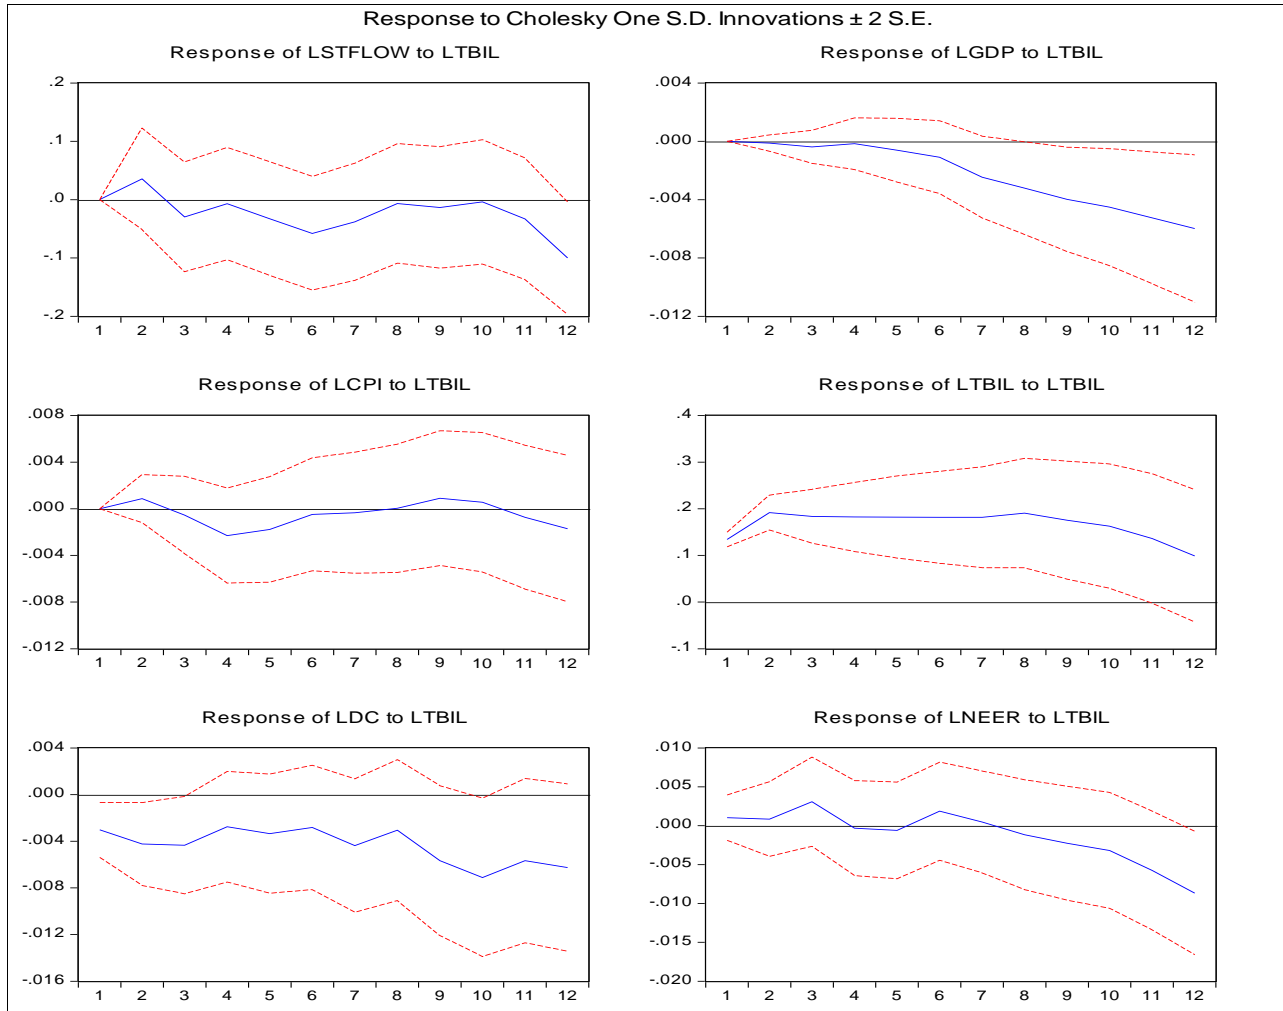 Response to Cholesky One S.D. Innovations ± 2 S.E.
Response of LSTFLOW to LTBIL
.2
.1
.0
-.1
-.2
1 2 3 4 5 6 7 8 9 10 11 12
Response of LGDP to LTBIL
.004
.000
-.004
-.008
-.012
1 2 3 4 5 6 7 8 9 10 11 12
Response of LCPI to LTBIL
.008
.004
.000
-.004
-.008
-.012
1 2 3 4 5 6 7 8 9 10 11 12
Response of LTBIL to LTBIL
.4
.3
.2
.1
.0
-.1
1 2 3 4 5 6 7 8 9 10 11 12
Response of LDC to LTBIL
.004
.000
-.004
-.008
-.012
-.016
1 2 3 4 5 6 7 8 9 10 11 12
Response of LNEER to LTBIL
.010
.005
.000
-.005
-.010
-.015
-.020
1 2 3 4 5 6 7 8 9 10 11 12